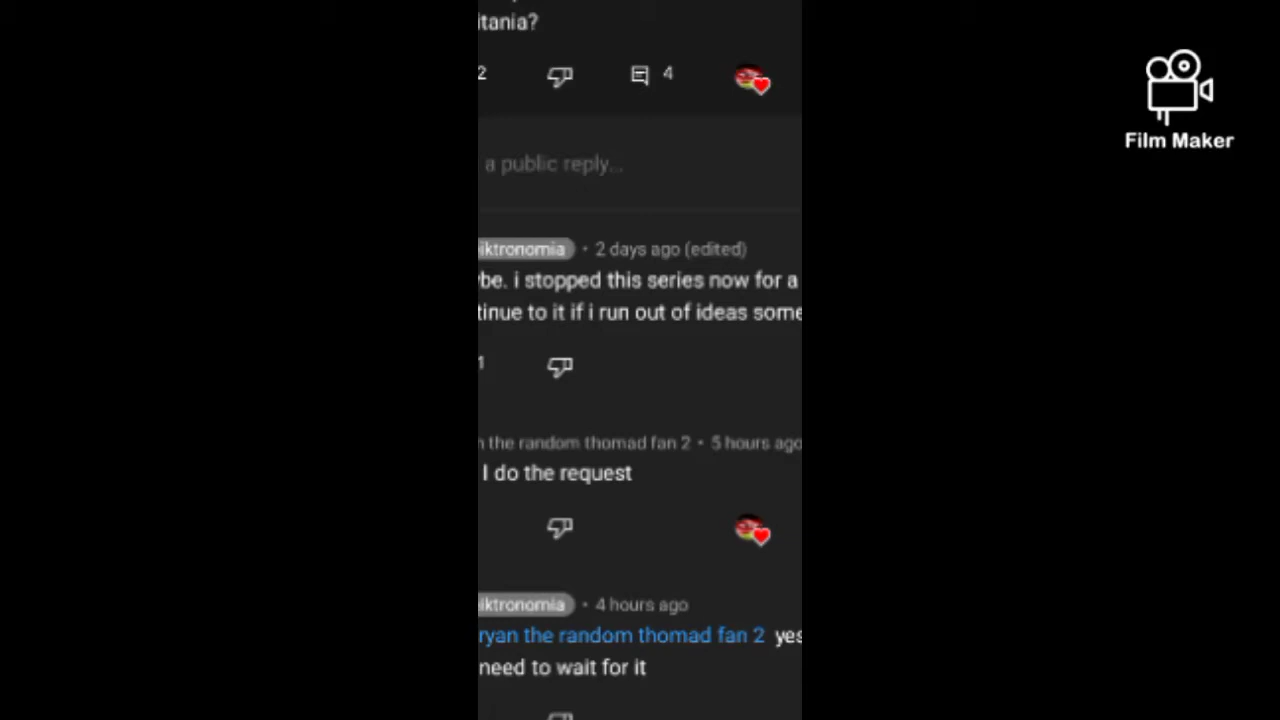 itania?
2
4
Film Maker
a public reply...
iktronomia • 2 days ago (edited)
be. i stopped this series now for a
tinue to it if i run out of ideas some
1
the random thomad fan 2 • 5 hours ago
I do the request
iktronomia • 4 hours ago
ryan the random thomad fan 2 yes
need to wait for it